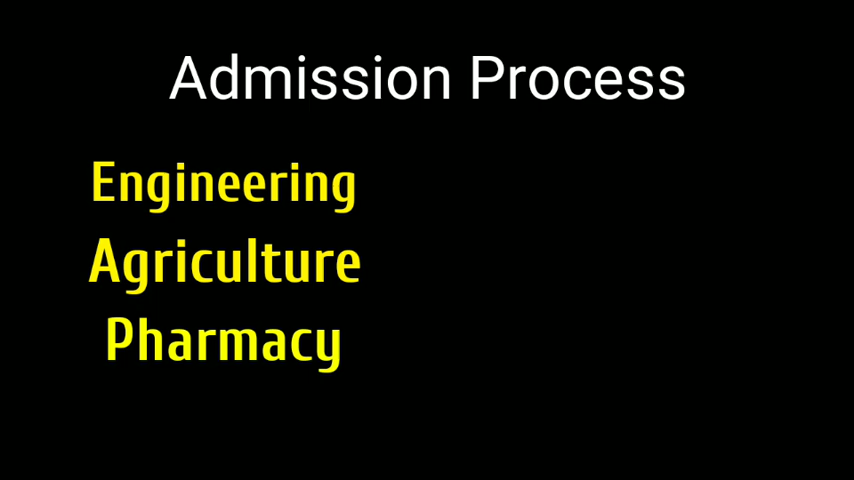 Admission Process
Engineering
Agriculture
Pharmacy